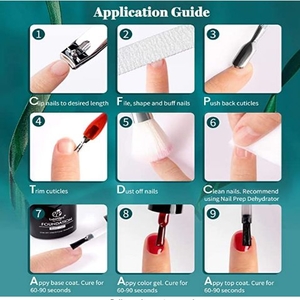 Application Guide
1
2
3
Clip nails to desired length
File, shape and buff nails
Push back cuticles
4
5
6
Trim cuticles
Dust off nails
Clean nails, Recommend
using Nail Prep Dehydrator
7
8
9
FOUNDATION
Appy base coat. Cure for
60-90 seconds
Appy color gel. Cure for
60-90 seconds
Appy top coat. Cure for
60-90 seconds